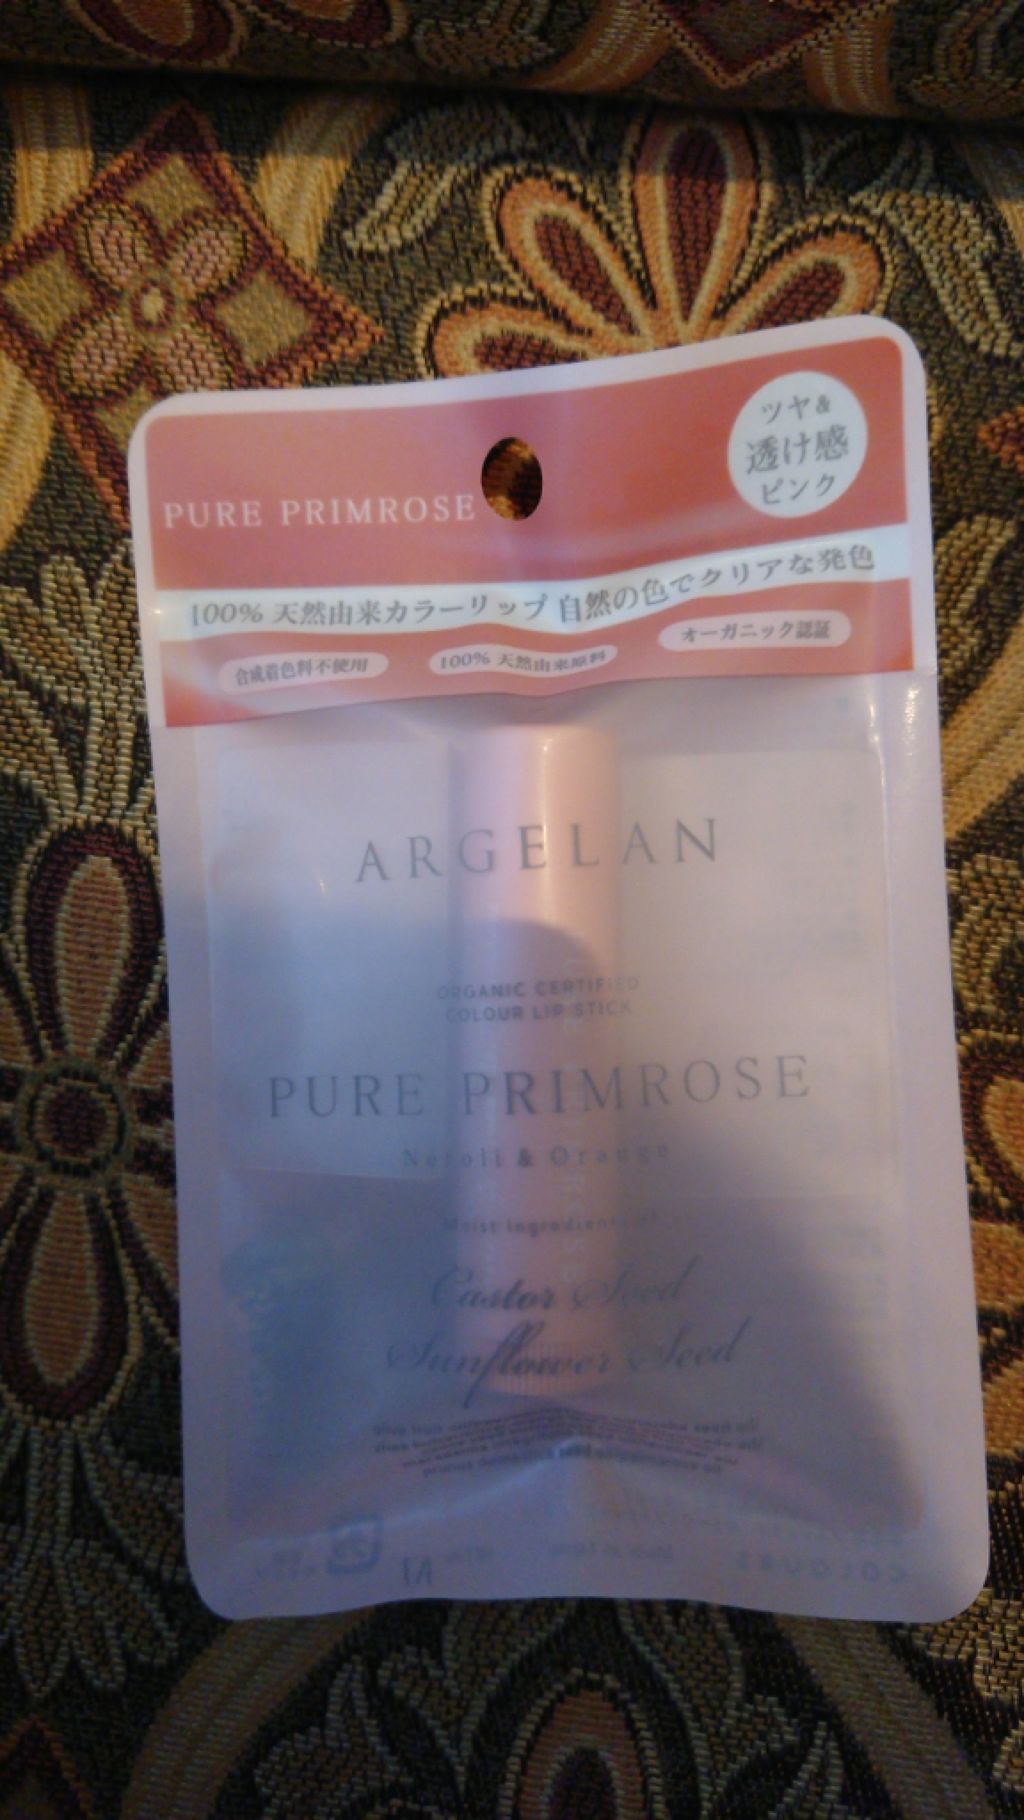 ツヤ&
透け感
ピンク
PURE PRIMROSE
100% 天然由来カラーリップ 自然の色でクリアな発色
合成着色料不使用
100% 天然由来原料
オーガニック認証
ARGELAN
ORGANIC CERTIFIED
COLOUR LIP STICK
PURE PRIMROSE
Neroli & Orange
Moist Ingredients
Castor Seed
Sunflower Seed